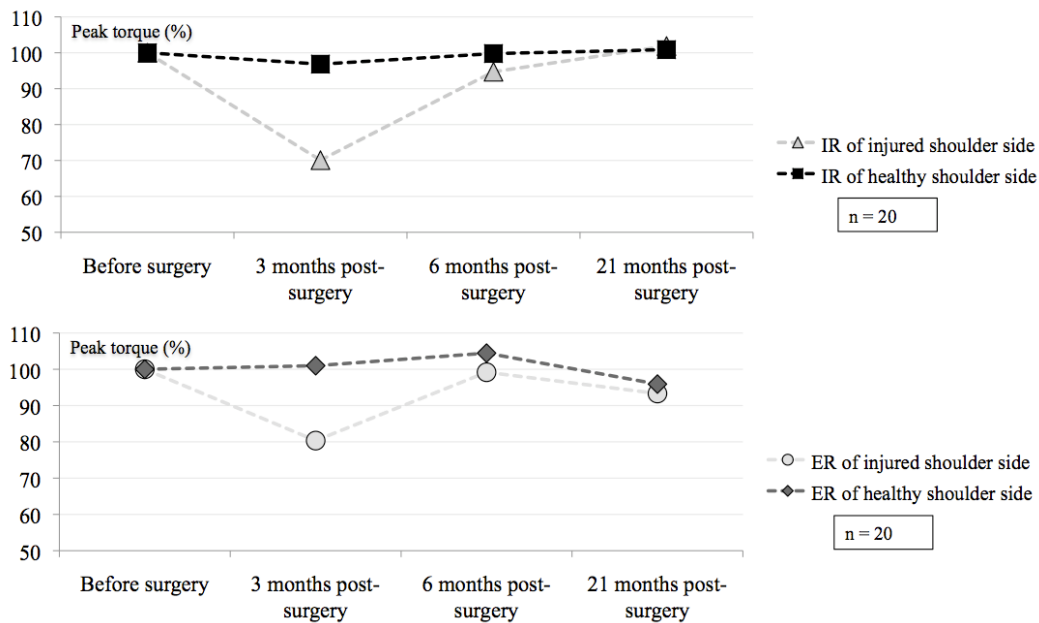 Peak torque (%)
110
100
90
80
70
60
50
Before surgery
3 months post-
surgery
6 months post-
surgery
21 months post-
surgery
IR of injured shoulder side
IR of healthy shoulder side
n = 20
Peak torque (%)
110
100
90
80
70
60
50
Before surgery
3 months post-
surgery
6 months post-
surgery
21 months post-
surgery
ER of injured shoulder side
ER of healthy shoulder side
n = 20